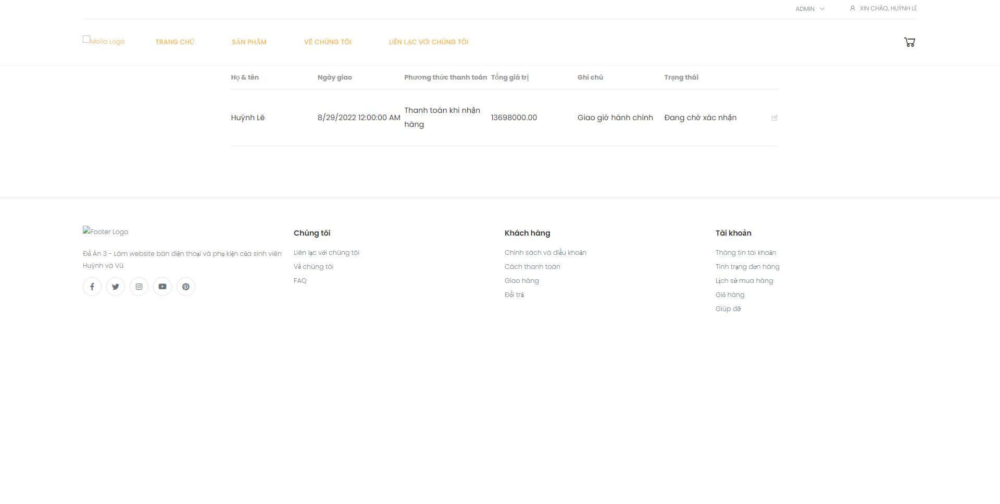 ADMIN
XIN CHÀO, HUỲNH LÊ
Molla Logo
TRANG CHỦ
SẢN PHẨM
VỀ CHÚNG TÔI
LIÊN LẠC VỚI CHÚNG TÔI
Họ & tên
Ngày giao
Phương thức thanh toán
Tổng giá trị
Ghi chú
Trạng thái
Huỳnh Lê
8/29/2022 12:00:00 AM
Thanh toán khi nhận
hàng
13698000.00
Giao giờ hành chính
Đang chờ xác nhận
Footer Logo
Đồ Án 3 - Làm website bán điện thoại và phụ kiện của sinh viên
Huỳnh và Vũ
Chúng tôi
Liên lạc với chúng tôi
Về chúng tôi
FAQ
Khách hàng
Chính sách và điều khoản
Cách thanh toán
Giao hàng
Đổi trả
Tài khoản
Thông tin tài khoản
Tình trạng đơn hàng
Lịch sử mua hàng
Giỏ hàng
Giúp đỡ